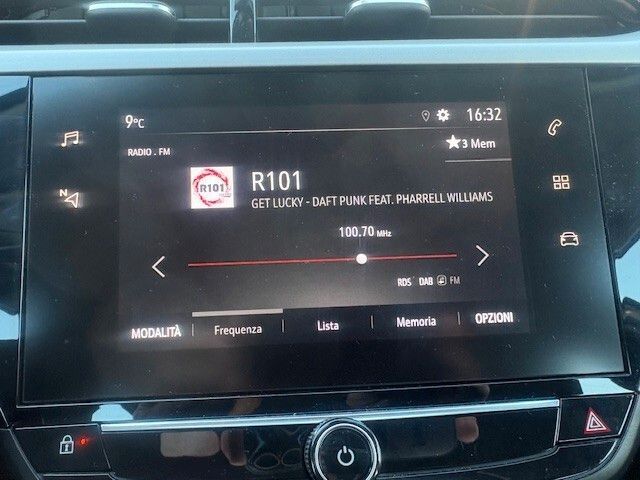 9°C
16:32
RADIO . FM
3 Mem
N
R101
R101
GET LUCKY - DAFT PUNK FEAT. PHARRELL WILLIAMS
100.70 MHz
RDS DAB FM
MODALITÀ Frequenza Lista Memoria OPZIONI